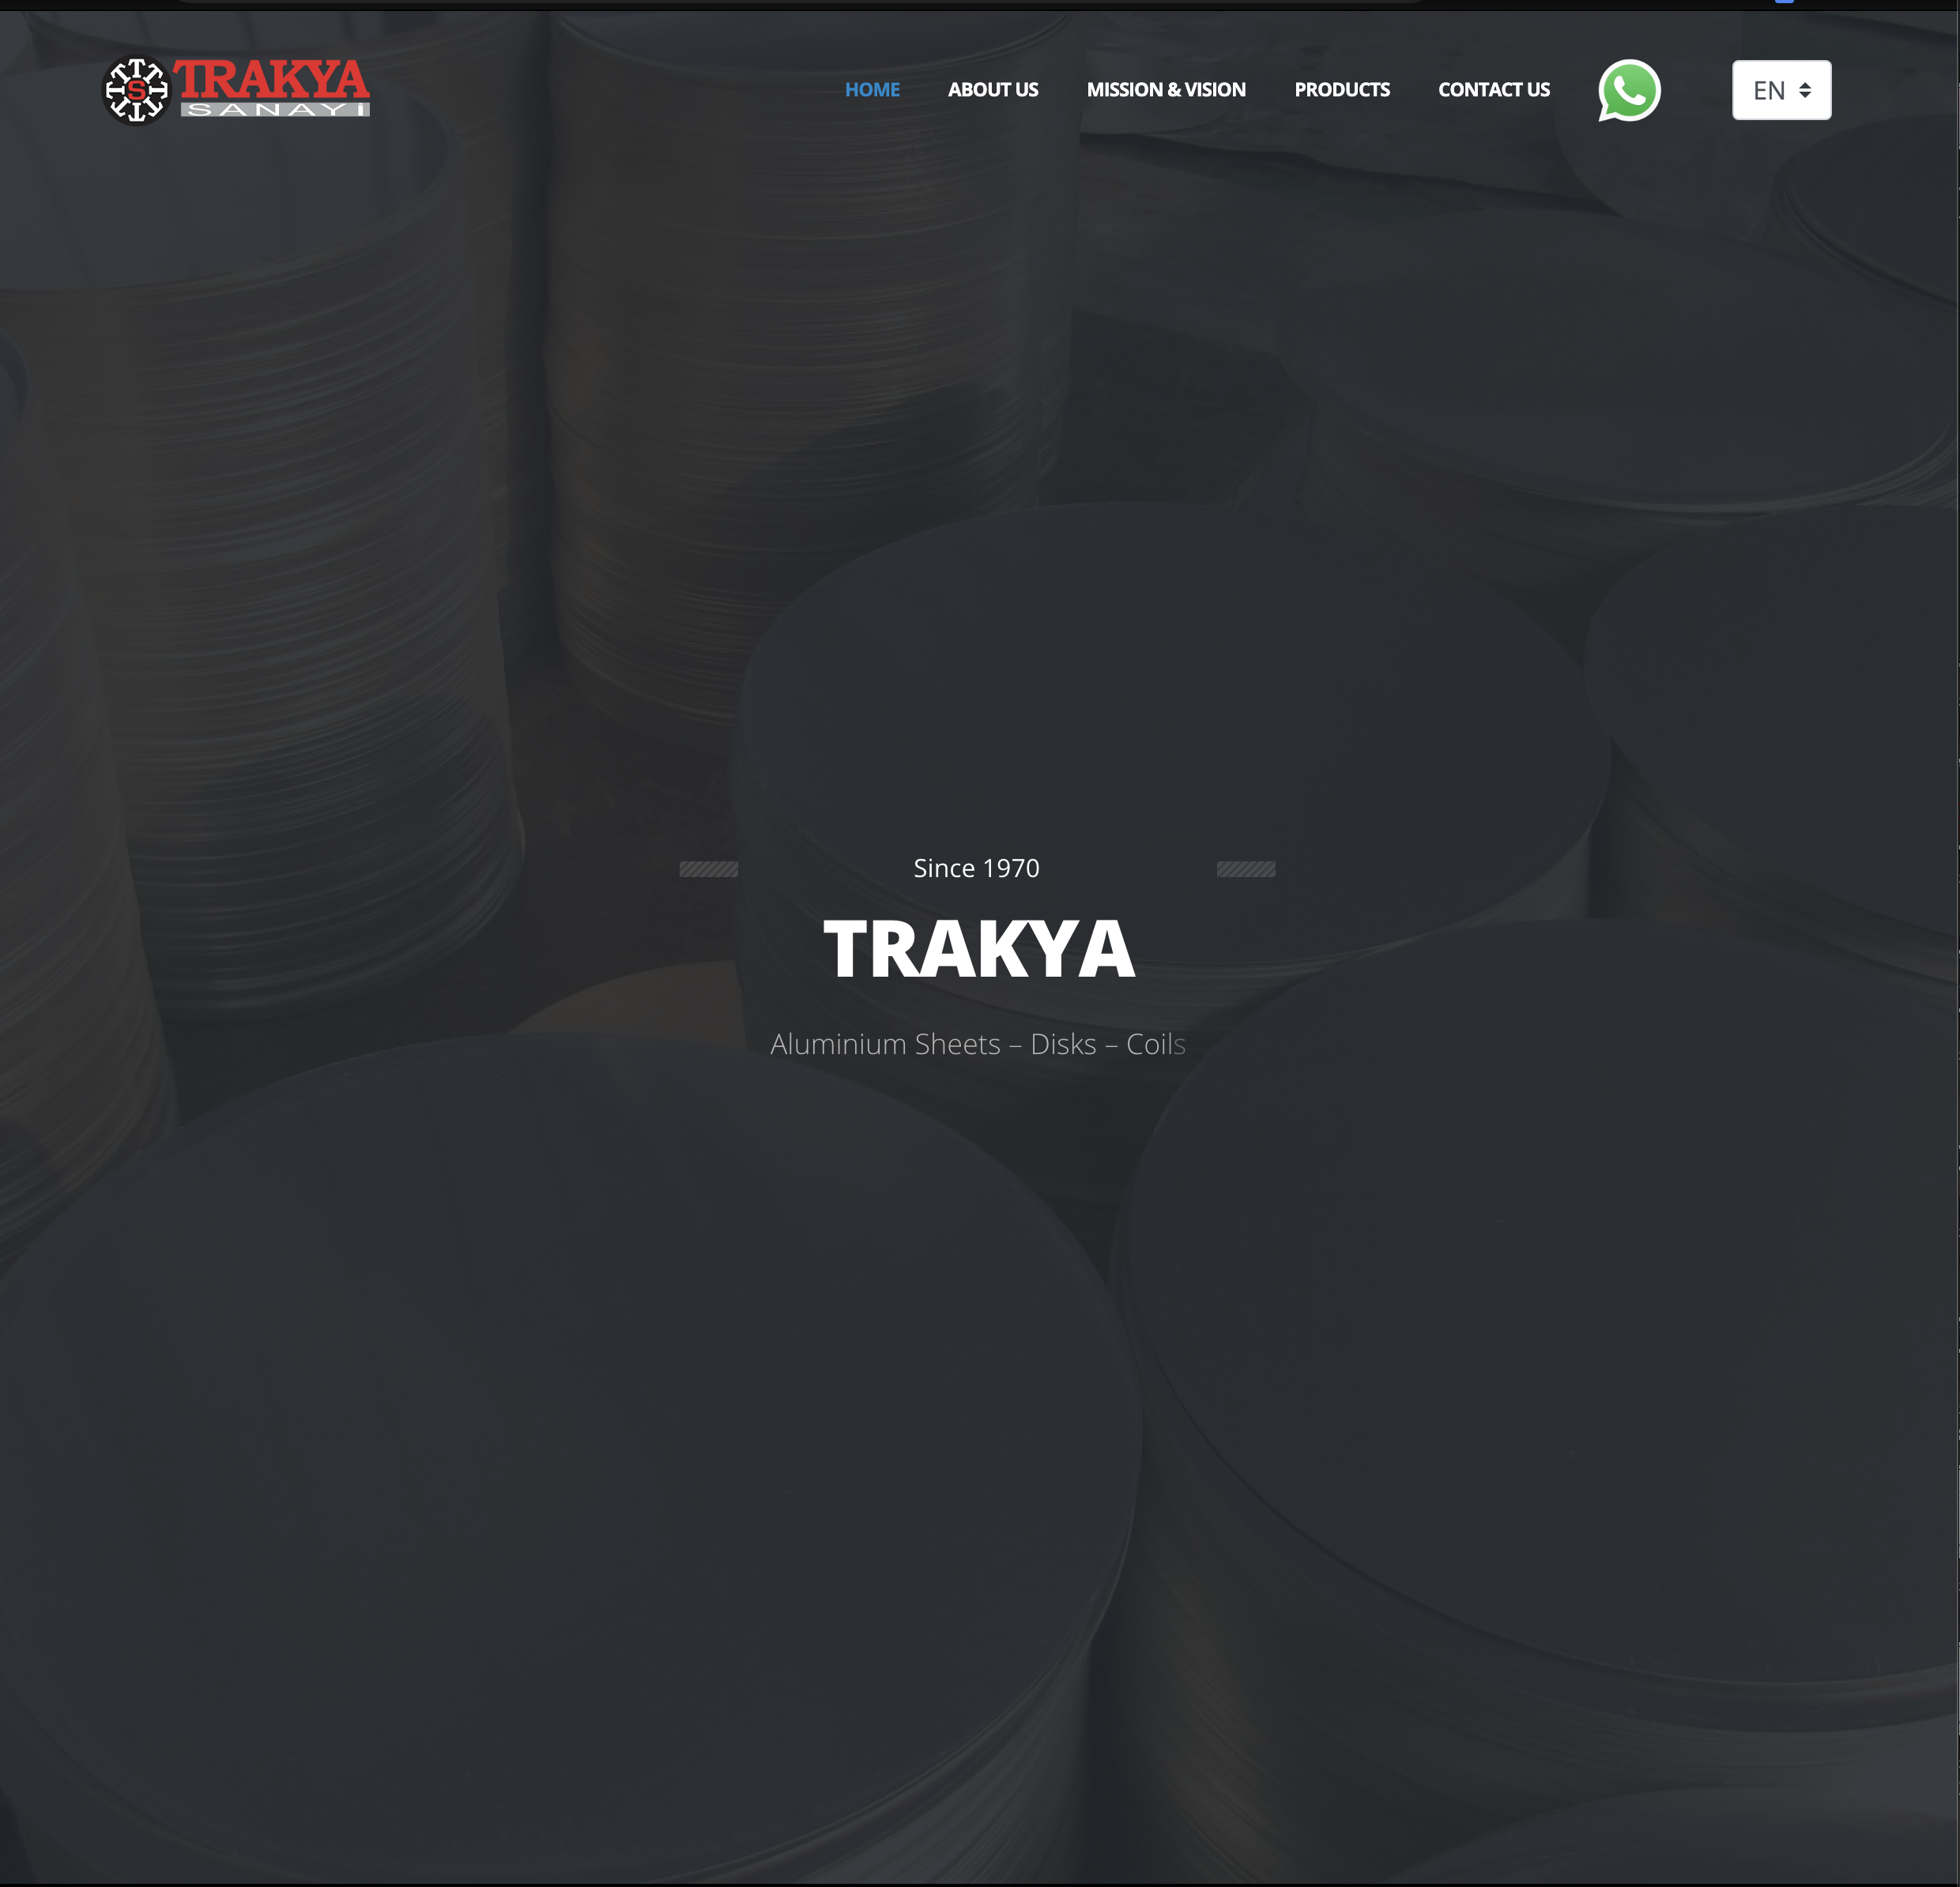 TRAKYA
SANAYi
HOME ABOUT US MISSION & VISION PRODUCTS CONTACT US EN
Since 1970
TRAKYA
Aluminium Sheets – Disks – Coils